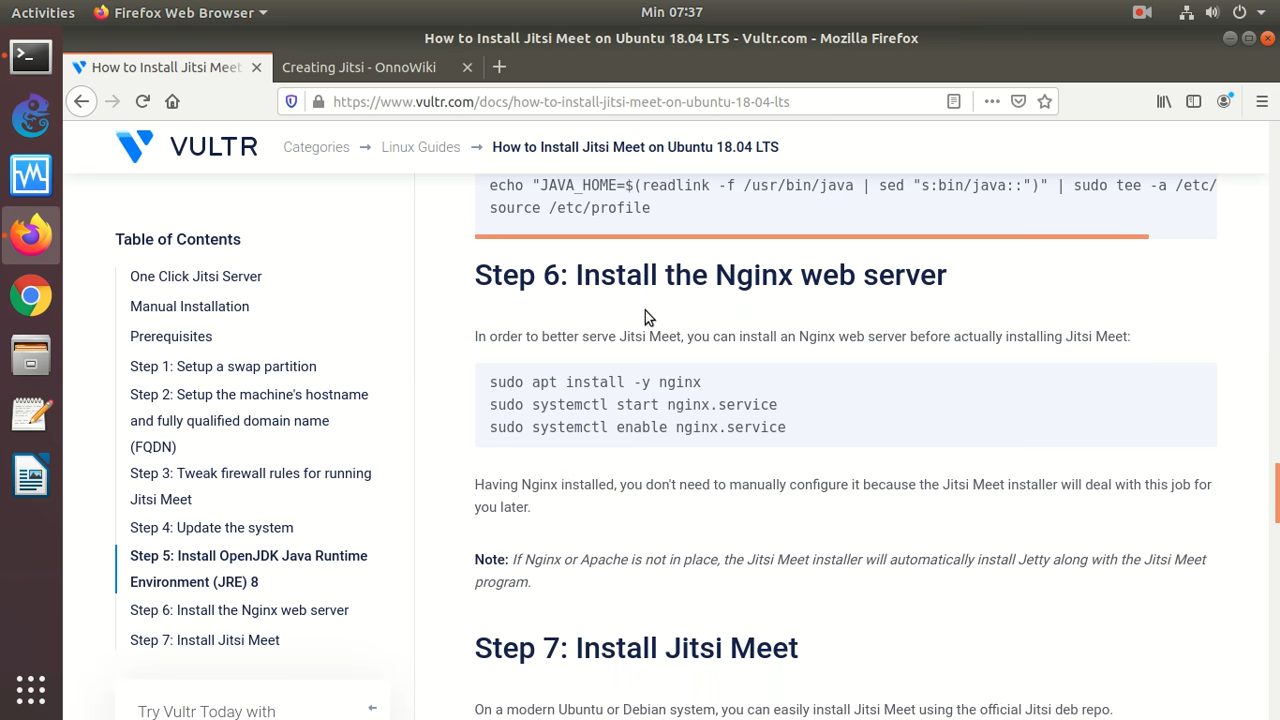 Activities
Firefox Web Browser
Min 07:37
How to Install Jitsi Meet on Ubuntu 18.04 LTS - Vultr.com - Mozilla Firefox
How to Install Jitsi Meet
Creating Jitsi - OnnoWiki
https://www.vultr.com/docs/how-to-install-jitsi-meet-on-ubuntu-18-04-lts
VULTR
Categories → Linux Guides → How to Install Jitsi Meet on Ubuntu 18.04 LTS
Table of Contents
One Click Jitsi Server
Manual Installation
Prerequisites
Step 1: Setup a swap partition
Step 2: Setup the machine's hostname
and fully qualified domain name
(FQDN)
Step 3: Tweak firewall rules for running
Jitsi Meet
Step 4: Update the system
Step 5: Install OpenJDK Java Runtime
Environment (JRE) 8
Step 6: Install the Nginx web server
Step 7: Install Jitsi Meet
Try Vultr Today with
echo "JAVA_HOME=$(readlink -f /usr/bin/java | sed "s:bin/java::")" | sudo tee -a /etc/
source /etc/profile
Step 6: Install the Nginx web server
In order to better serve Jitsi Meet, you can install an Nginx web server before actually installing Jitsi Meet:
sudo apt install -y nginx
sudo systemctl start nginx.service
sudo systemctl enable nginx.service
Having Nginx installed, you don't need to manually configure it because the Jitsi Meet installer will deal with this job for
you later.
Note: If Nginx or Apache is not in place, the Jitsi Meet installer will automatically install Jetty along with the Jitsi Meet
program.
Step 7: Install Jitsi Meet
On a modern Ubuntu or Debian system, you can easily install Jitsi Meet using the official Jitsi deb repo.